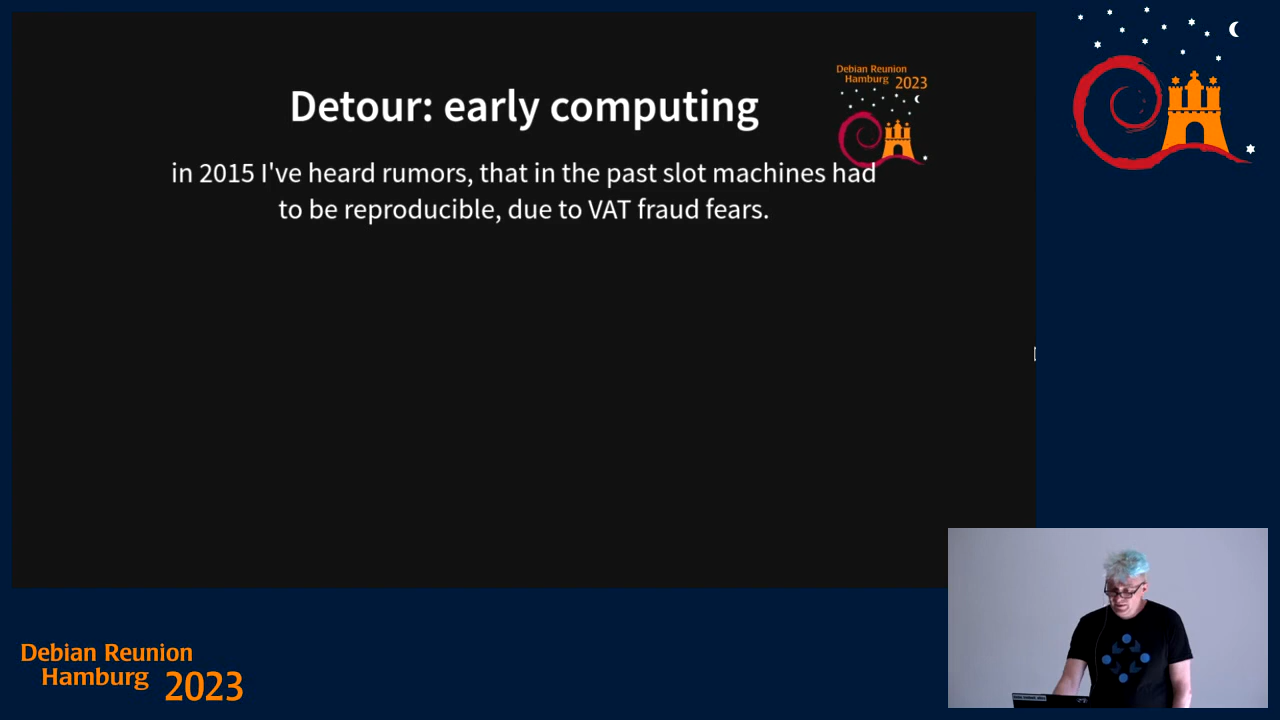 Detour: early computing
Debian Reunion
Hamburg 2023
in 2015 I've heard rumors, that in the past slot machines had
to be reproducible, due to VAT fraud fears.
Debian Reunion
Hamburg 2023